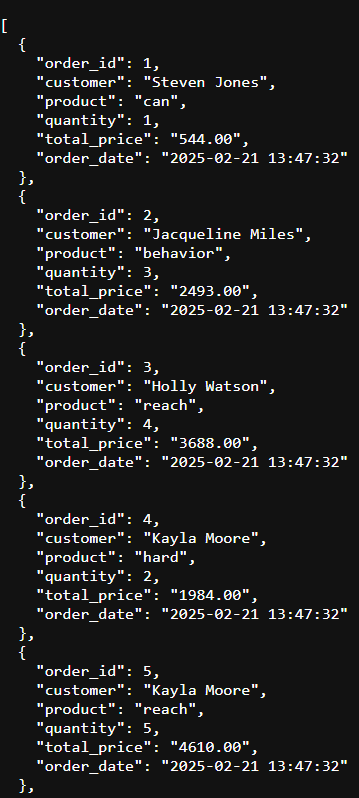 [
  {
    "order_id": 1,
    "customer": "Steven Jones",
    "product": "can",
    "quantity": 1,
    "total_price": "544.00",
    "order_date": "2025-02-21 13:47:32"
  },
  {
    "order_id": 2,
    "customer": "Jacqueline Miles",
    "product": "behavior",
    "quantity": 3,
    "total_price": "2493.00",
    "order_date": "2025-02-21 13:47:32"
  },
  {
    "order_id": 3,
    "customer": "Holly Watson",
    "product": "reach",
    "quantity": 4,
    "total_price": "3688.00",
    "order_date": "2025-02-21 13:47:32"
  },
  {
    "order_id": 4,
    "customer": "Kayla Moore",
    "product": "hard",
    "quantity": 2,
    "total_price": "1984.00",
    "order_date": "2025-02-21 13:47:32"
  },
  {
    "order_id": 5,
    "customer": "Kayla Moore",
    "product": "reach",
    "quantity": 5,
    "total_price": "4610.00",
    "order_date": "2025-02-21 13:47:32"
  },